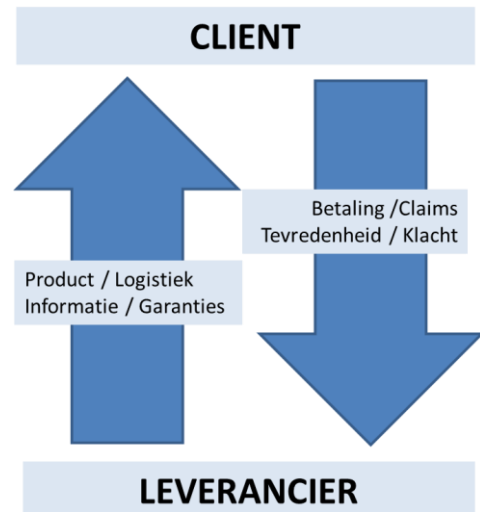 CLIENT
Betaling /Claims
Tevredenheid / Klacht
Product / Logistiek
Informatie / Garanties
LEVERANCIER